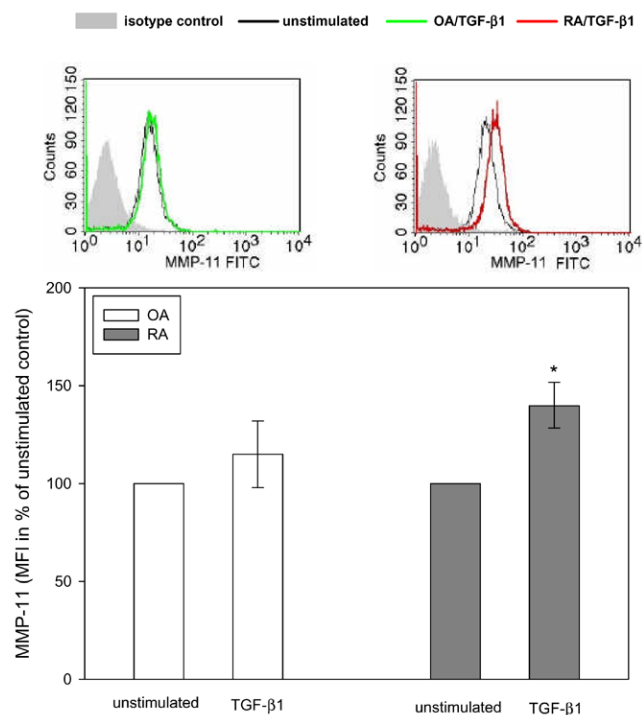 isotype control unstimulated OA/TGF-β1 RA/TGF-β1
150
120
90
60
30
0
Counts
10⁰ 10¹ 10² 10³ 10⁴
MMP-11 FITC
150
120
90
60
30
0
Counts
10⁰ 10¹ 10² 10³ 10⁴
MMP-11 FITC
200
150
100
50
0
MMP-11 (MFI in % of unstimulated control)
OA
RA
*
unstimulated TGF-β1 unstimulated TGF-β1